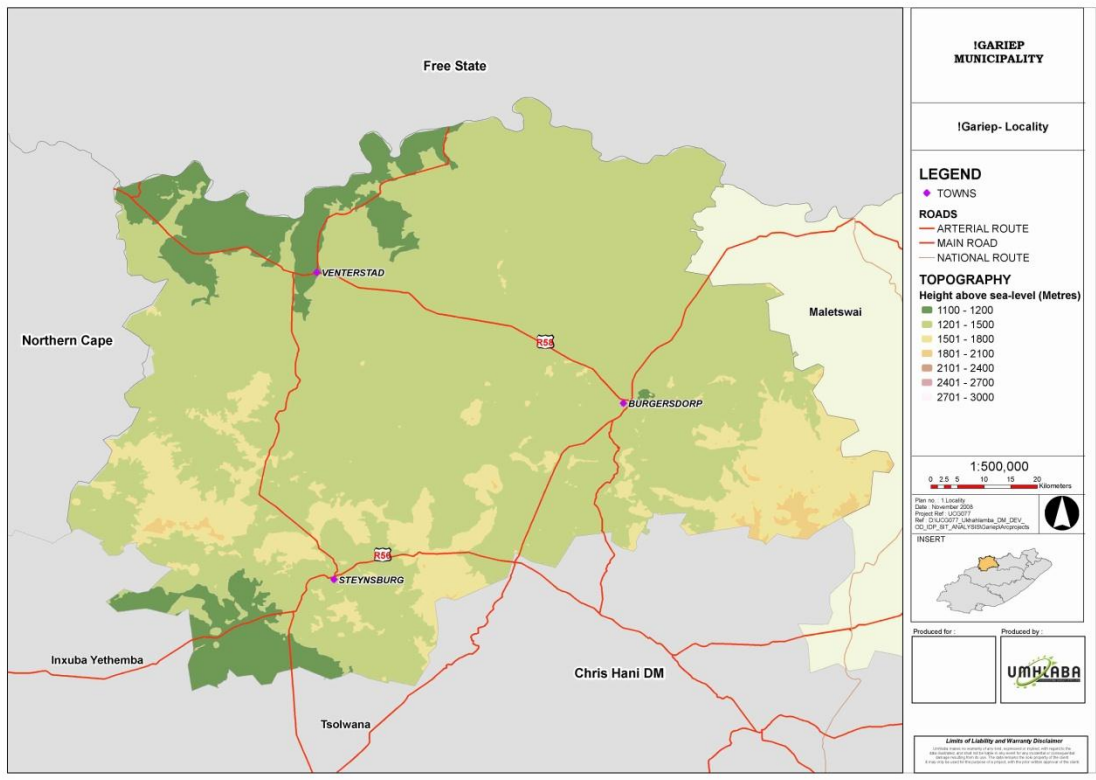 Free State
Northern Cape
VENTERSTAD
R58
BURGERSDORP
Maletswai
R56
STEYNSBURG
Inxuba Yethemba
Chris Hani DM
Tsolwana
!GARIEP
MUNICIPALITY
!Gariep- Locality
LEGEND
TOWNS
ROADS
ARTERIAL ROUTE
MAIN ROAD
NATIONAL ROUTE
TOPOGRAPHY
Height above sea-level (Metres)
1100 - 1200
1201 - 1500
1501 - 1800
1801 - 2100
2101 - 2400
2401 - 2700
2701 - 3000
1:500,000
0 2.5 5 10 15 20
Kilometers
Plan no. : 1.Locality
Date : November 2008
Project Ref : UCG077
INSERT
Produced for :
Produced by :
UMHLABA
Limits of Liability and Warranty Disclaimer